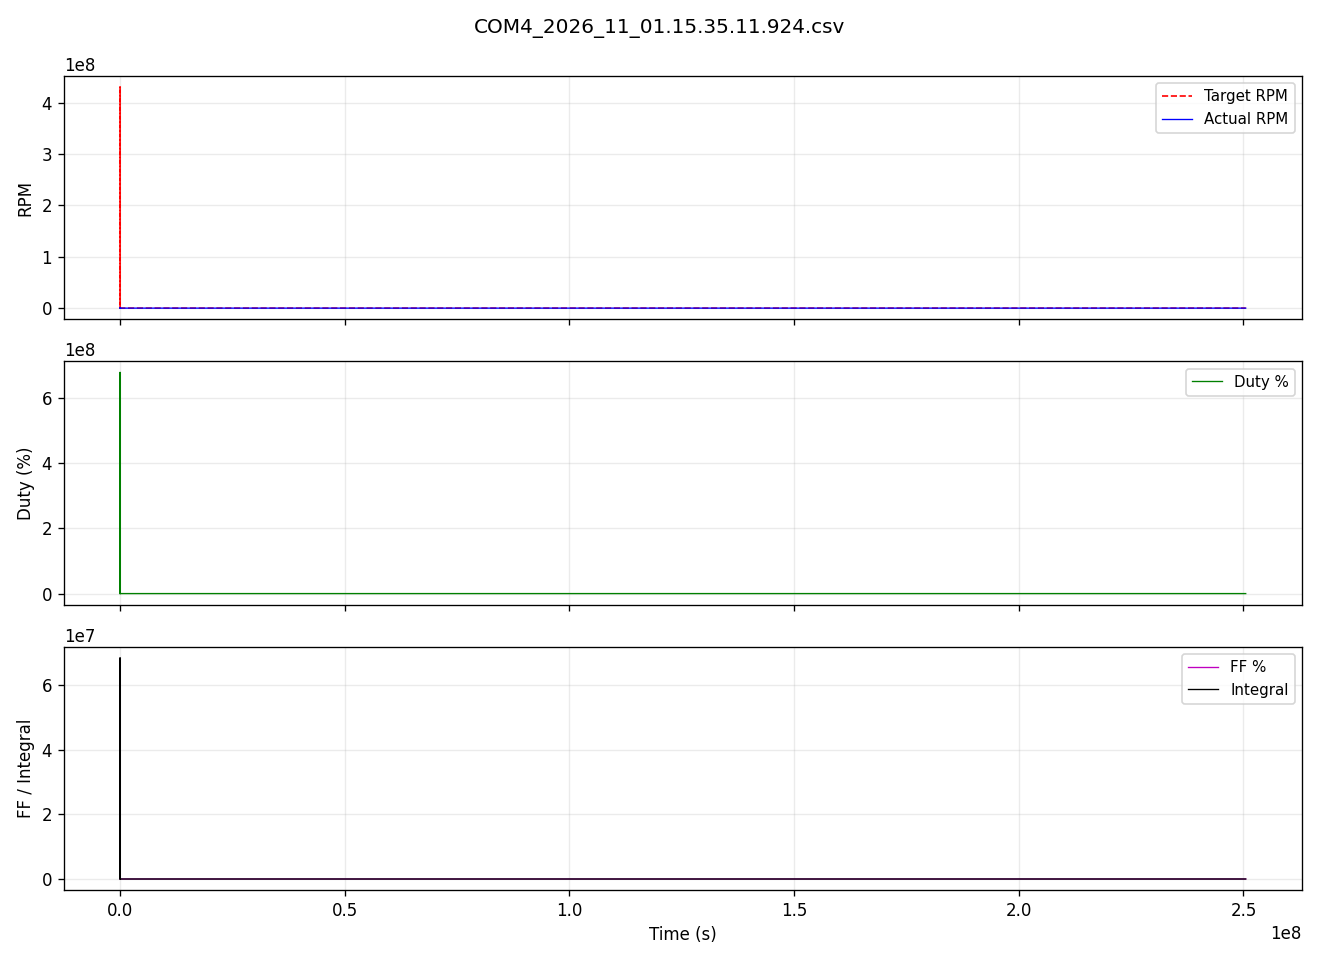 COM4_2026_11_01.15.35.11.924.csv
1e8
4
3
2
1
0
RPM
Target RPM
Actual RPM
1e8
6
4
2
0
Duty (%)
Duty %
1e7
6
4
2
0
FF / Integral
FF %
Integral
0.0 0.5 1.0 1.5 2.0 2.5
Time (s)
1e8